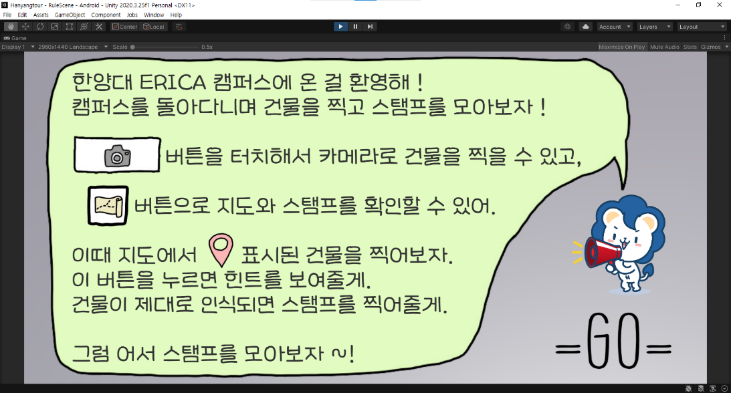 Hanyangtour - RuleScene - Android - Unity 2020.3.25f1 Personal <DX11>
File Edit Assets GameObject Component Jobs Window Help
Center Local Account Layers Layout
Game
Display 1 2960x1440 Landscape Scale 0.5x Maximize On Play Mute Audio Stats Gizmos
한양대 ERICA 캠퍼스에 온 걸 환영해 !
캠퍼스를 돌아다니며 건물을 찍고 스탬프를 모아보자 !
버튼을 터치해서 카메라로 건물을 찍을 수 있고,
버튼으로 지도와 스탬프를 확인할 수 있어.
이때 지도에서 표시된 건물을 찍어보자.
이 버튼을 누르면 힌트를 보여줄게.
건물이 제대로 인식되면 스탬프를 찍어줄게.
그럼 어서 스탬프를 모아보자 ~!
=GO=